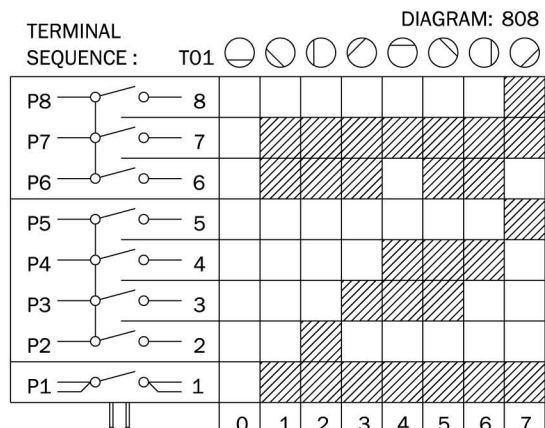 DIAGRAM: 808
TERMINAL
SEQUENCE : T01
P8 8
P7 7
P6 6
P5 5
P4 4
P3 3
P2 2
P1 1
0 1 2 3 4 5 6 7